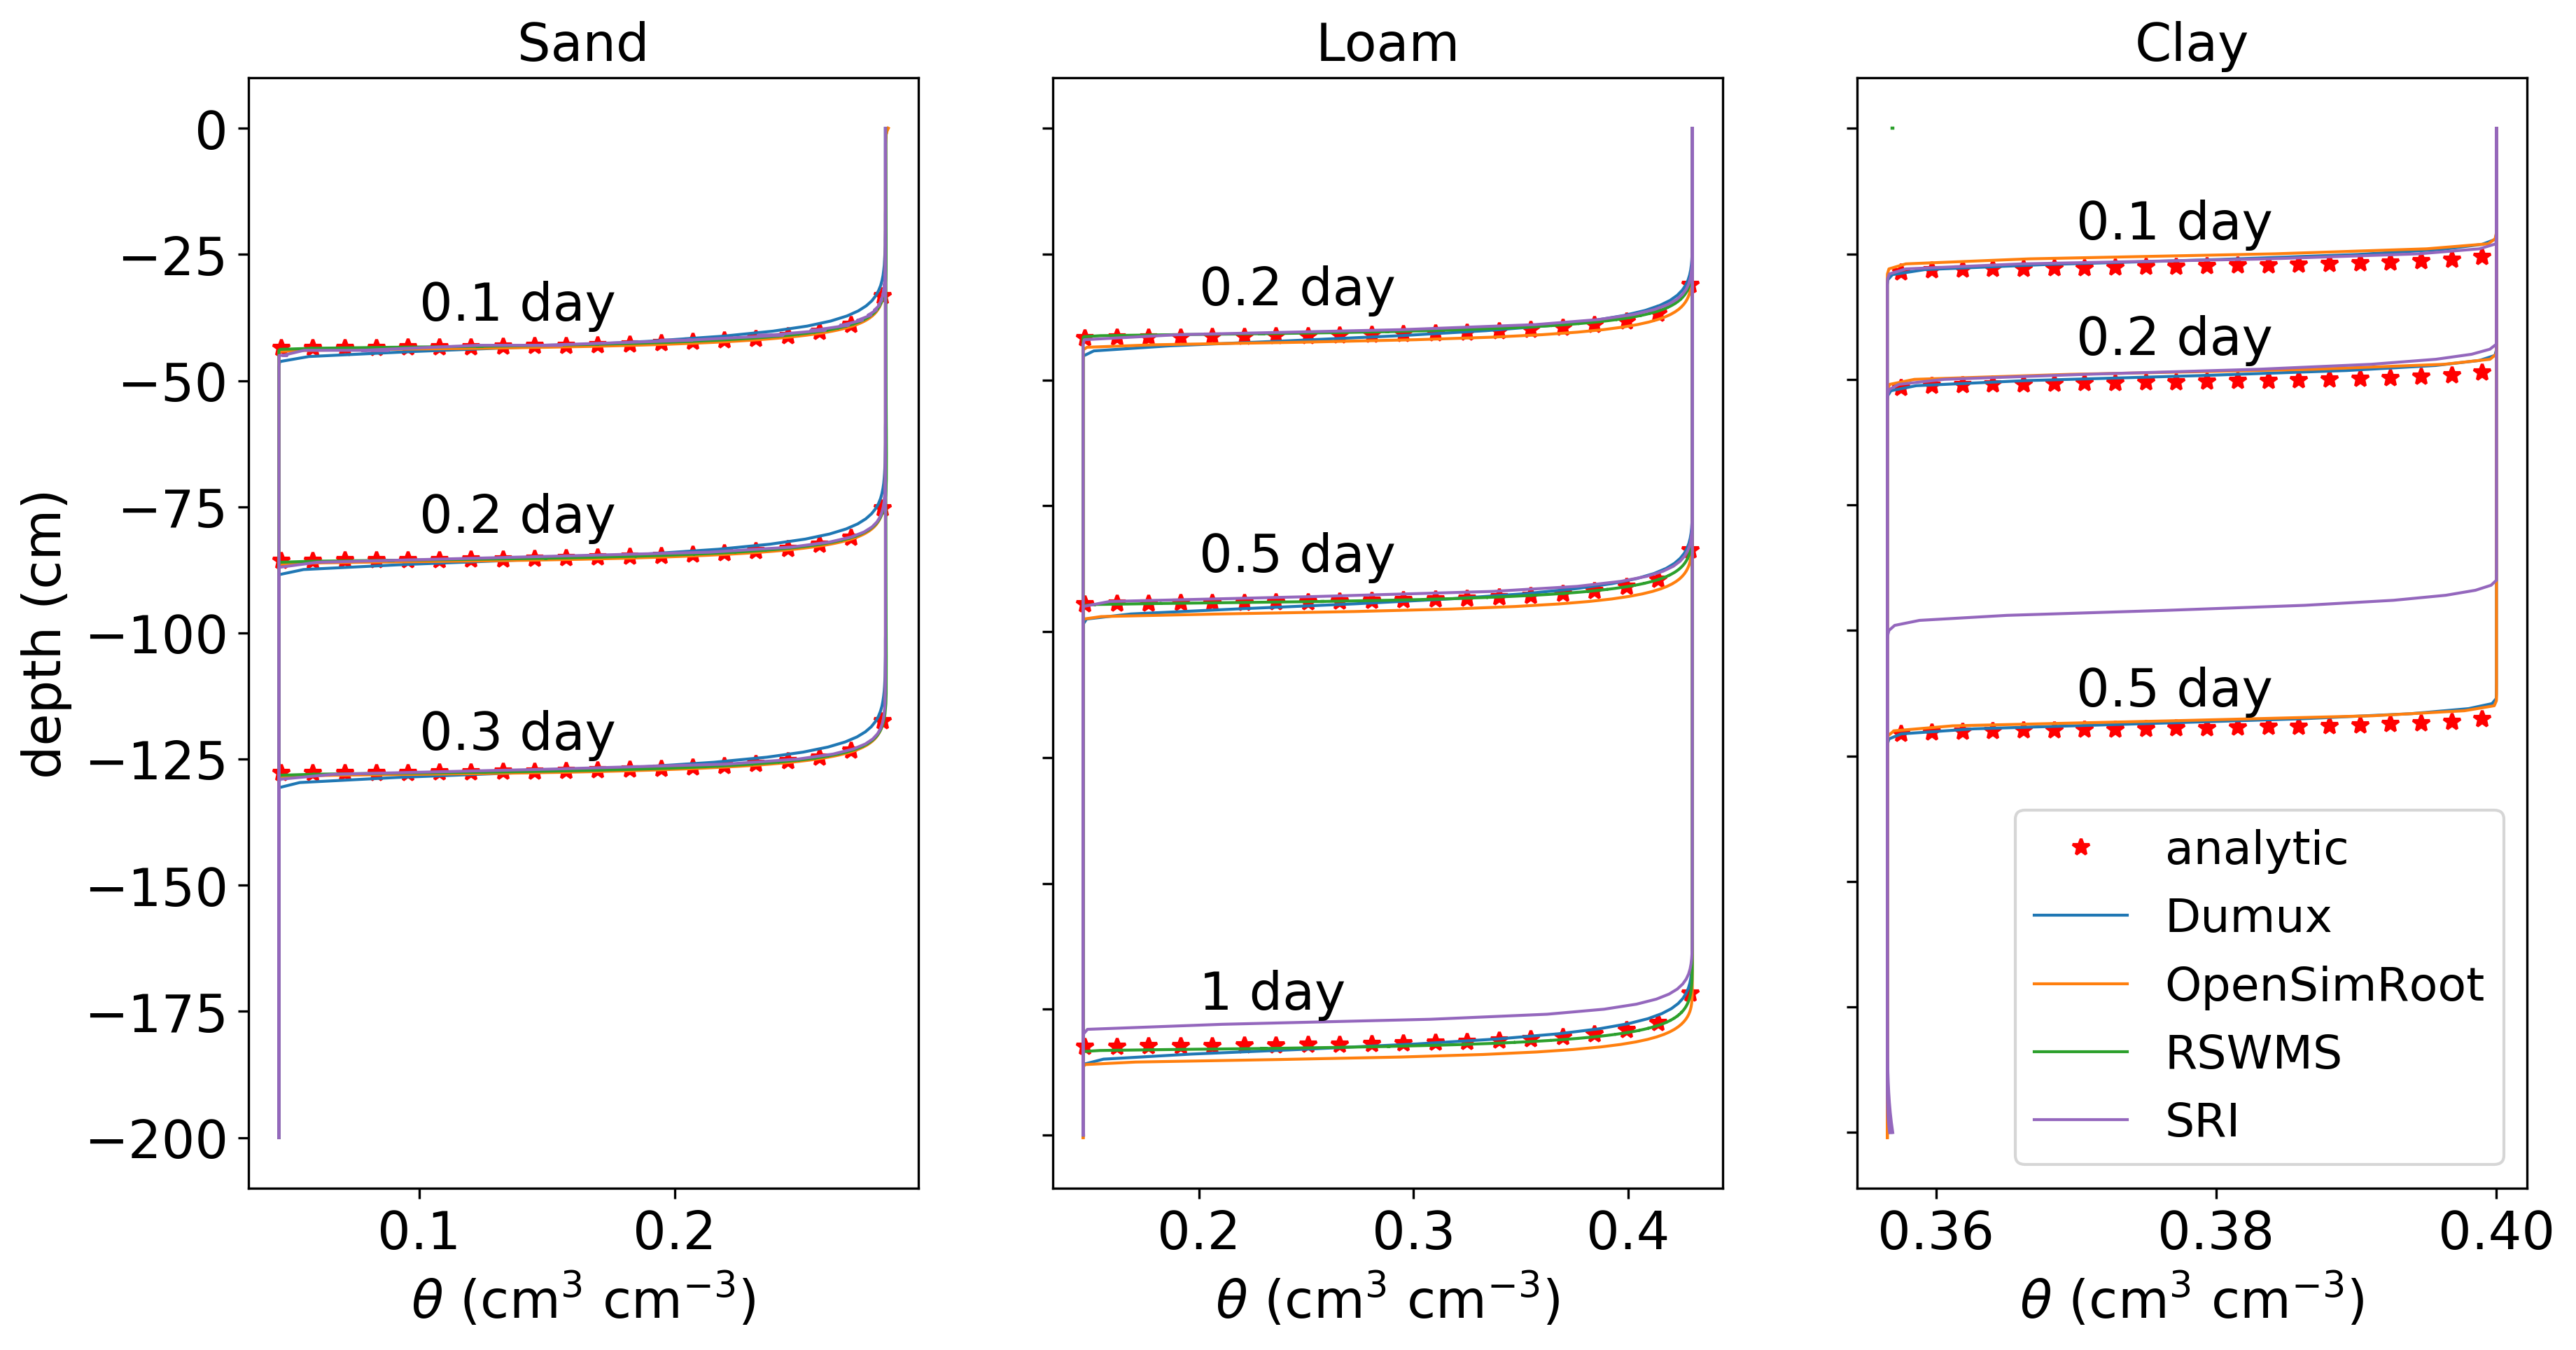 Sand
Loam
Clay
depth (cm)
0
−25
−50
−75
−100
−125
−150
−175
−200
0.1 day
0.2 day
0.3 day
0.2 day
0.5 day
1 day
0.1 day
0.2 day
0.5 day
analytic
Dumux
OpenSimRoot
RSWMS
SRI
0.1 0.2
0.2 0.3 0.4
0.36 0.38 0.40
θ (cm³ cm⁻³)
θ (cm³ cm⁻³)
θ (cm³ cm⁻³)